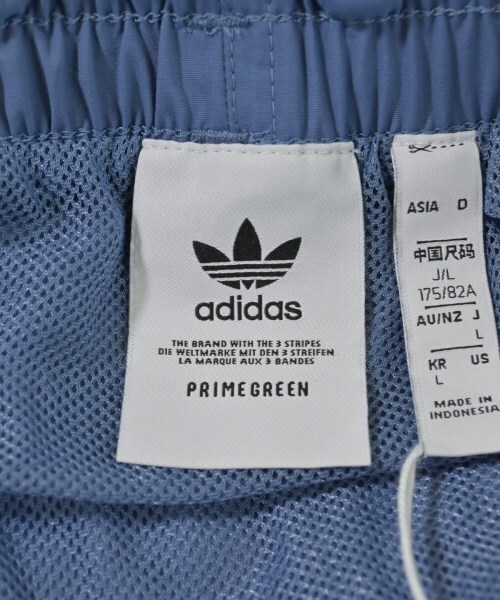 adidas
THE BRAND WITH THE 3 STRIPES
DIE WELTMARKE MIT DEN 3 STREIFEN
LA MARQUE AUX 3 BANDES
PRIMEGREEN
ASIA O
中国尺码
J/L
175/82A
AU/NZ J
L
KR US
L
MADE IN
INDONESIA